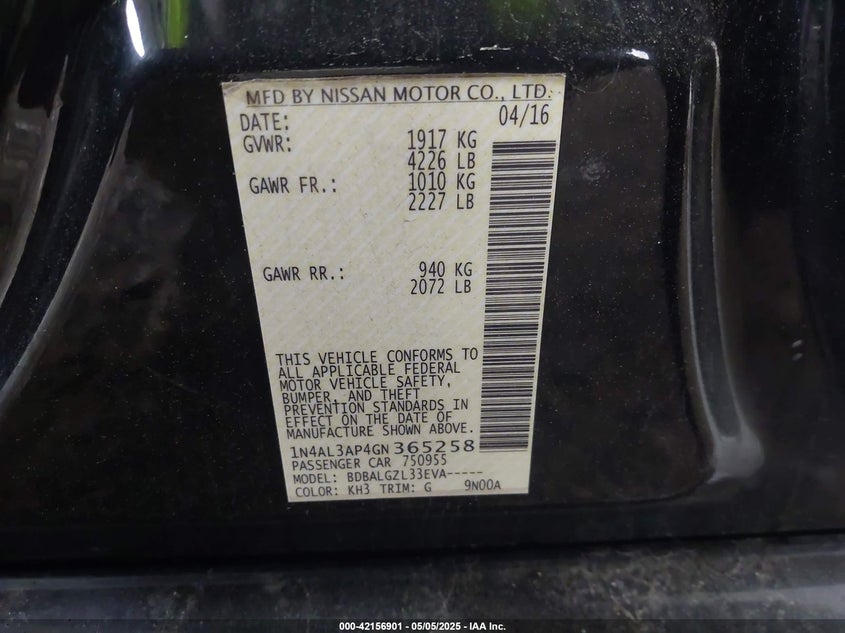 MFD BY NISSAN MOTOR CO., LTD.
DATE: 04/16
GVWR: 1917 KG
4226 LB
GAWR FR.: 1010 KG
2227 LB
GAWR RR.: 940 KG
2072 LB
THIS VEHICLE CONFORMS TO
ALL APPLICABLE FEDERAL
MOTOR VEHICLE SAFETY,
BUMPER, AND THEFT
PREVENTION STANDARDS IN
EFFECT ON THE DATE OF
MANUFACTURE SHOWN ABOVE.
1N4AL3AP4GN365258
PASSENGER CAR 750955
MODEL: BDBALGZL33EVA-----
COLOR: KH3 TRIM: G 9N00A
000-42156901 - 05/05/2025 - IAA Inc.